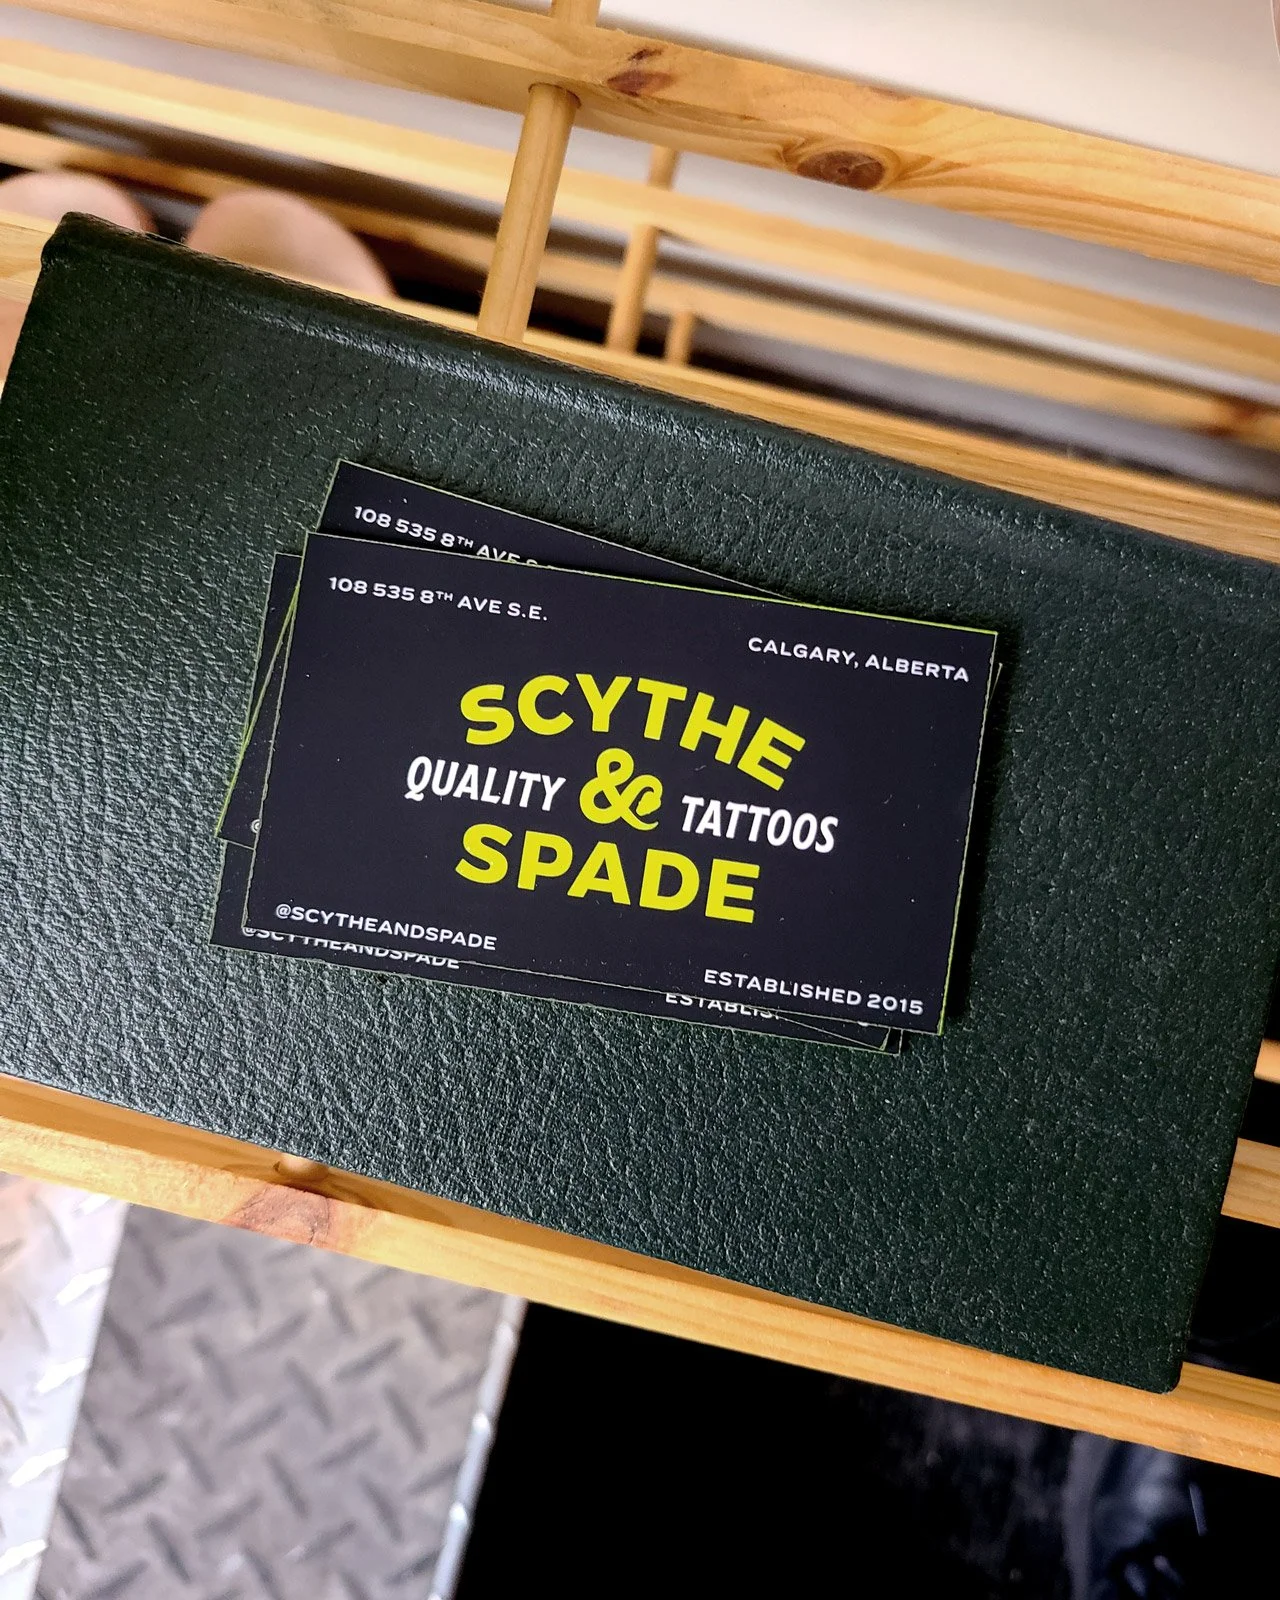 108 535 8TH AVE
108 535 8TH AVE S.E.
CALGARY, ALBERTA
SCYTHE
QUALITY & TATTOOS
SPADE
@SCYTHEANDSPADE
@SCYTHEANDSPADE
ESTABLISHED 2015